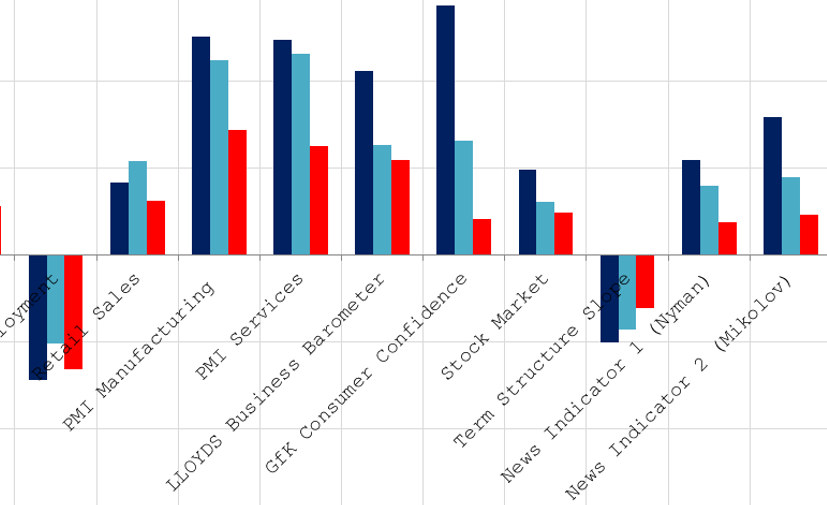 Retail Sales
PMI Manufacturing
PMI Services
LLOYDS Business Barometer
GfK Consumer Confidence
Stock Market
Term Structure Slope
News Indicator 1 (Nyman)
News Indicator 2 (Mikolov)